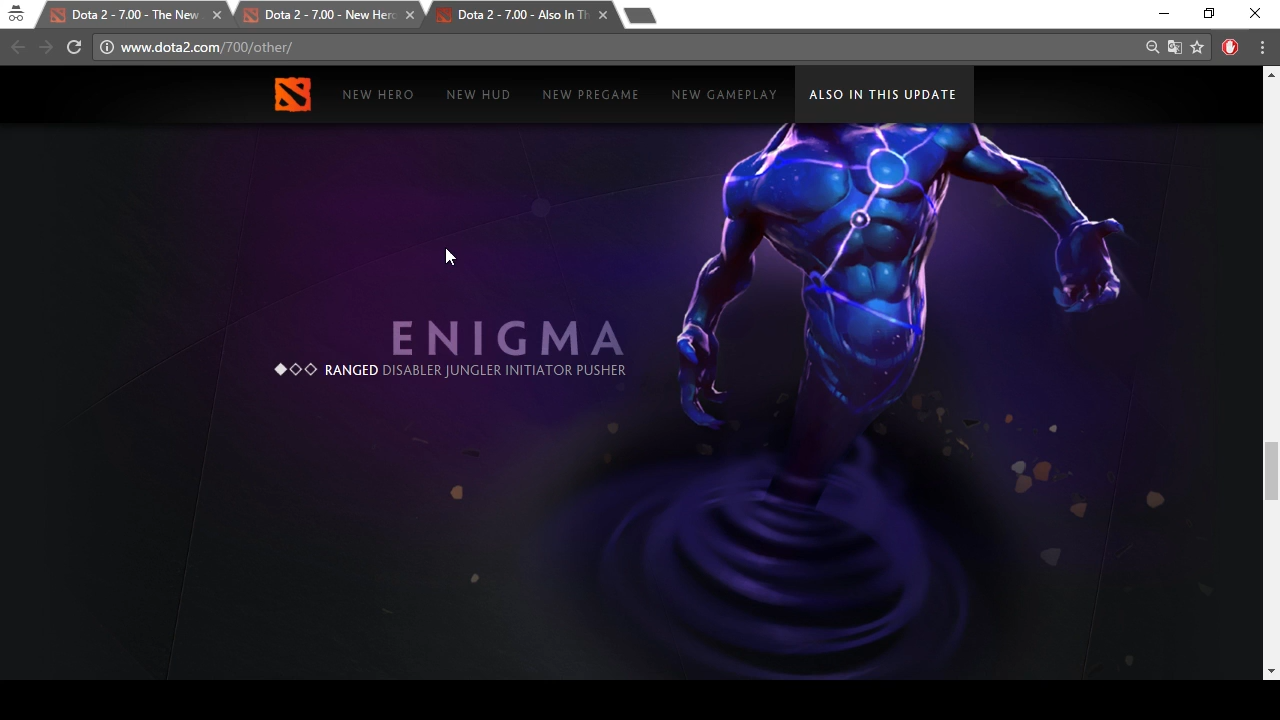 Dota 2 - 7.00 - The New
Dota 2 - 7.00 - New Hero
Dota 2 - 7.00 - Also In Th
www.dota2.com/700/other/
NEW HERO
NEW HUD
NEW PREGAME
NEW GAMEPLAY
ALSO IN THIS UPDATE
ENIGMA
RANGED DISABLER JUNGLER INITIATOR PUSHER